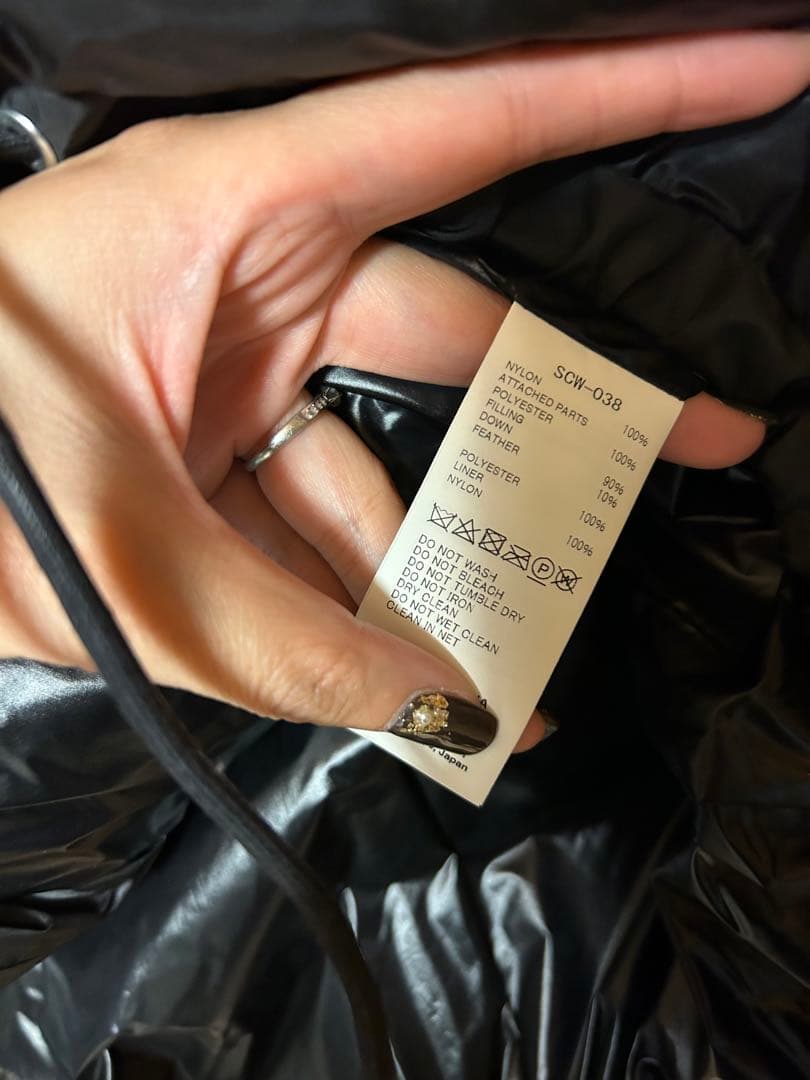 SCW-038
NYLON 100%
ATTACHED PARTS
POLYESTER 100%
FILLING
DOWN 90%
FEATHER 10%
POLYESTER 100%
LINER
NYLON 100%
P W
DO NOT WASH
DO NOT BLEACH
DO NOT TUMBLE DRY
DO NOT IRON
DRY CLEAN
DO NOT WET CLEAN
CLEAN IN NET
, Japan